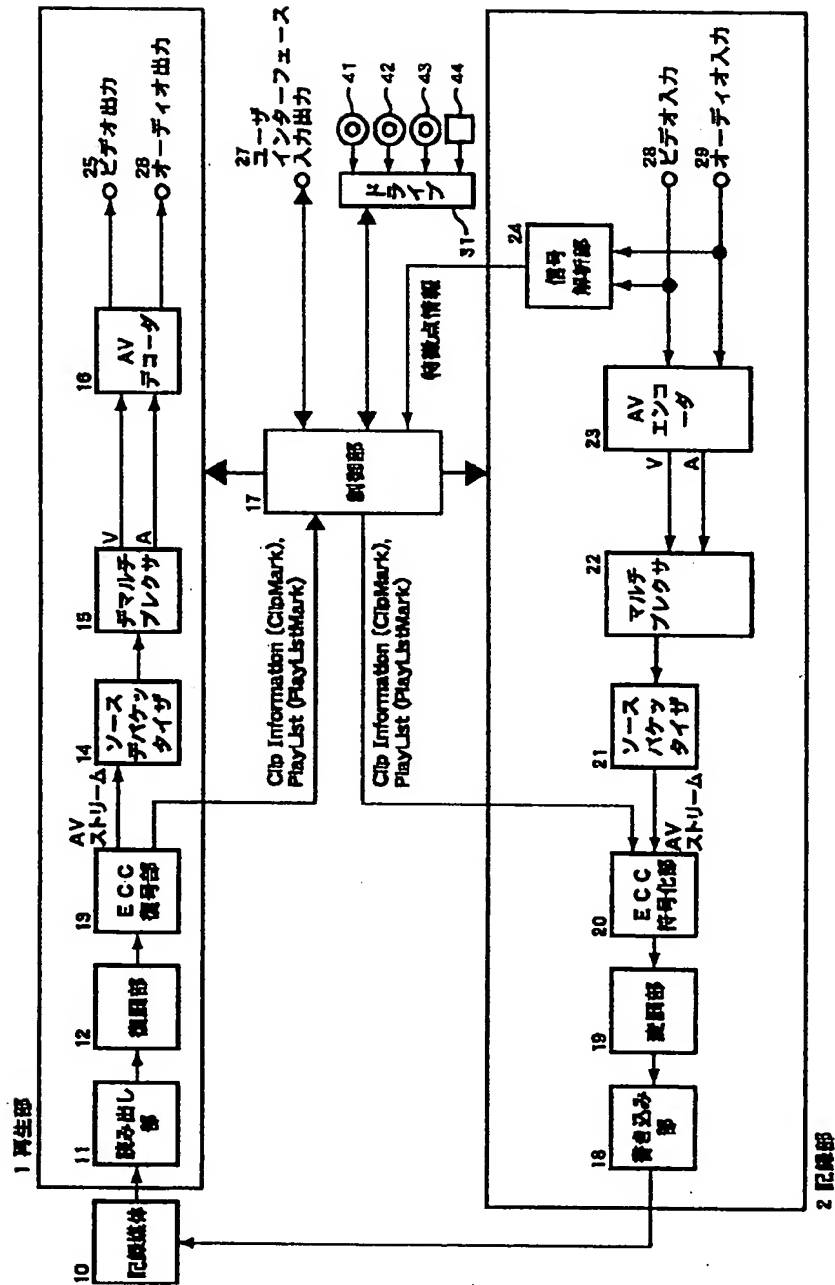 1 再生部
10
記録媒体
11
読み出し
部
12
復調部
13
ECC
復号部
AV
ストリーム
14
ソース
デパケッ
タイザ
15
デマルチ
プレクサ
V
A
16
AV
デコーダ
25
ビデオ出力
26
オーディオ出力
Clip Information (ClipMark),
PlayList (PlayListMark)
Clip Information (ClipMark),
PlayList (PlayListMark)
17
制御部
27
ユーザ
インターフェース
入力出力
ドライブ
31
41
42
43
44
特徴点情報
24
信号
解析部
28
ビデオ入力
29
オーディオ入力
23
AV
エンコ
ーダ
V
A
22
マルチ
プレクサ
21
ソース
パケッ
タイザ
AV
ストリーム
20
ECC
符号化部
19
変調部
18
書き込み
部
2 記録部